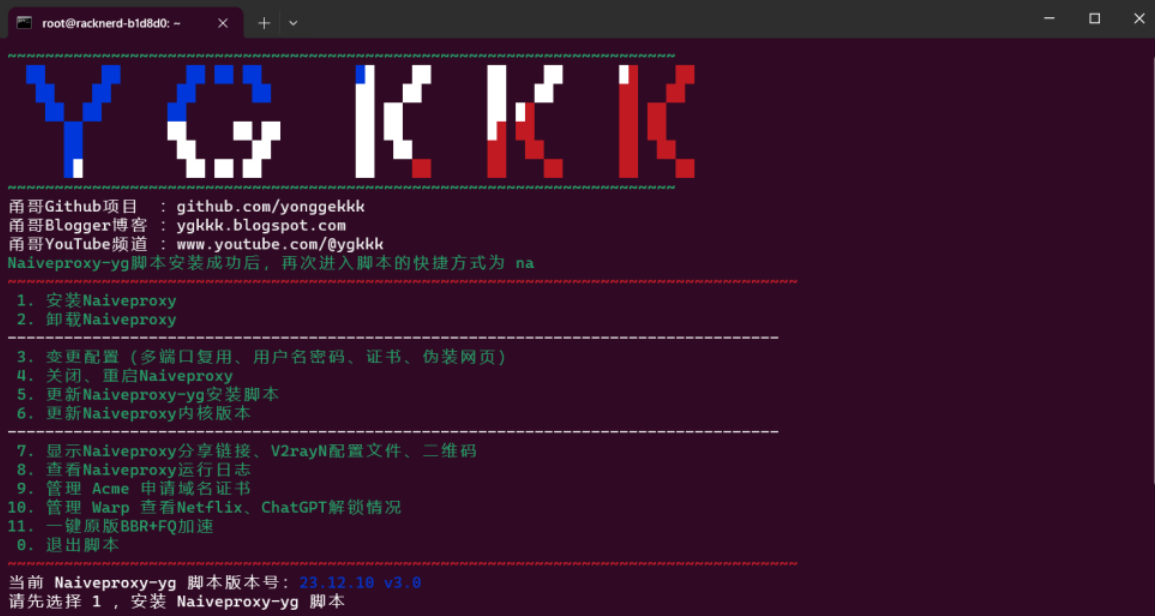 root@racknerd-b1d8d0: ~
YGKKK
甬哥Github项目 : github.com/yonggekkk
甬哥Blogger博客 : ygkkk.blogspot.com
甬哥YouTube频道 : www.youtube.com/@ygkkk
Naiveproxy-yg脚本安装成功后,再次进入脚本的快捷方式为 na
1. 安装Naiveproxy
2. 卸载Naiveproxy
3. 变更配置 (多端口复用、用户名密码、证书、伪装网页)
4. 关闭、重启Naiveproxy
5. 更新Naiveproxy-yg安装脚本
6. 更新Naiveproxy内核版本
7. 显示Naiveproxy分享链接、V2rayN配置文件、二维码
8. 查看Naiveproxy运行日志
9. 管理 Acme 申请域名证书
10. 管理 Warp 查看Netflix、ChatGPT解锁情况
11. 一键原版BBR+FQ加速
0. 退出脚本
当前 Naiveproxy-yg 脚本版本号: 23.12.10 v3.0
请先选择 1 , 安装 Naiveproxy-yg 脚本